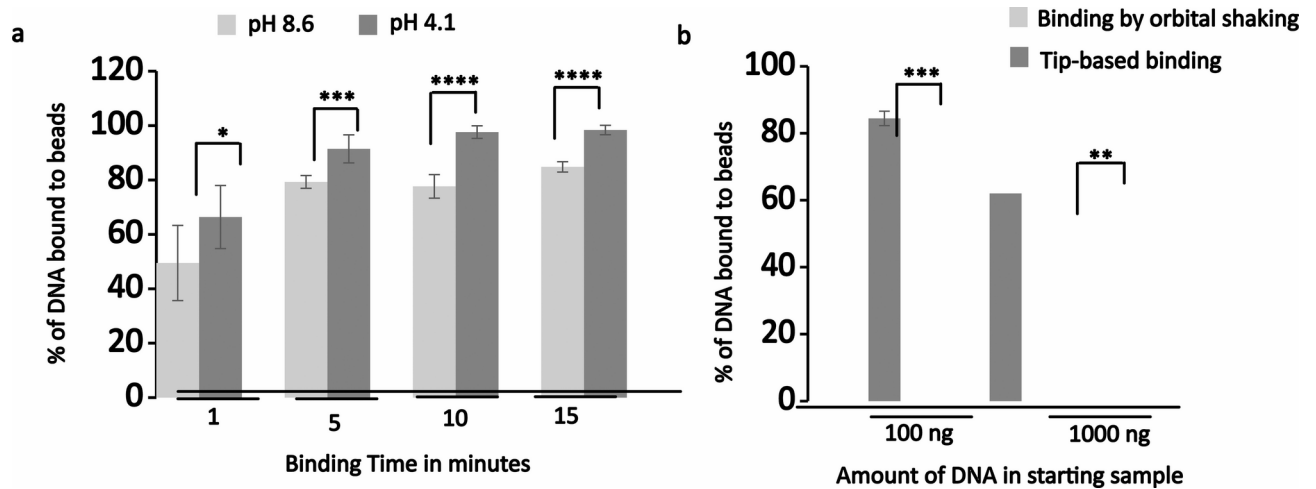 a
pH 8.6 pH 4.1
% of DNA bound to beads
120
100
80
60
40
20
0
*
***
****
****
1 5 10 15
Binding Time in minutes
b
Binding by orbital shaking
Tip-based binding
% of DNA bound to beads
100
80
60
40
20
0
***
**
100 ng 1000 ng
Amount of DNA in starting sample